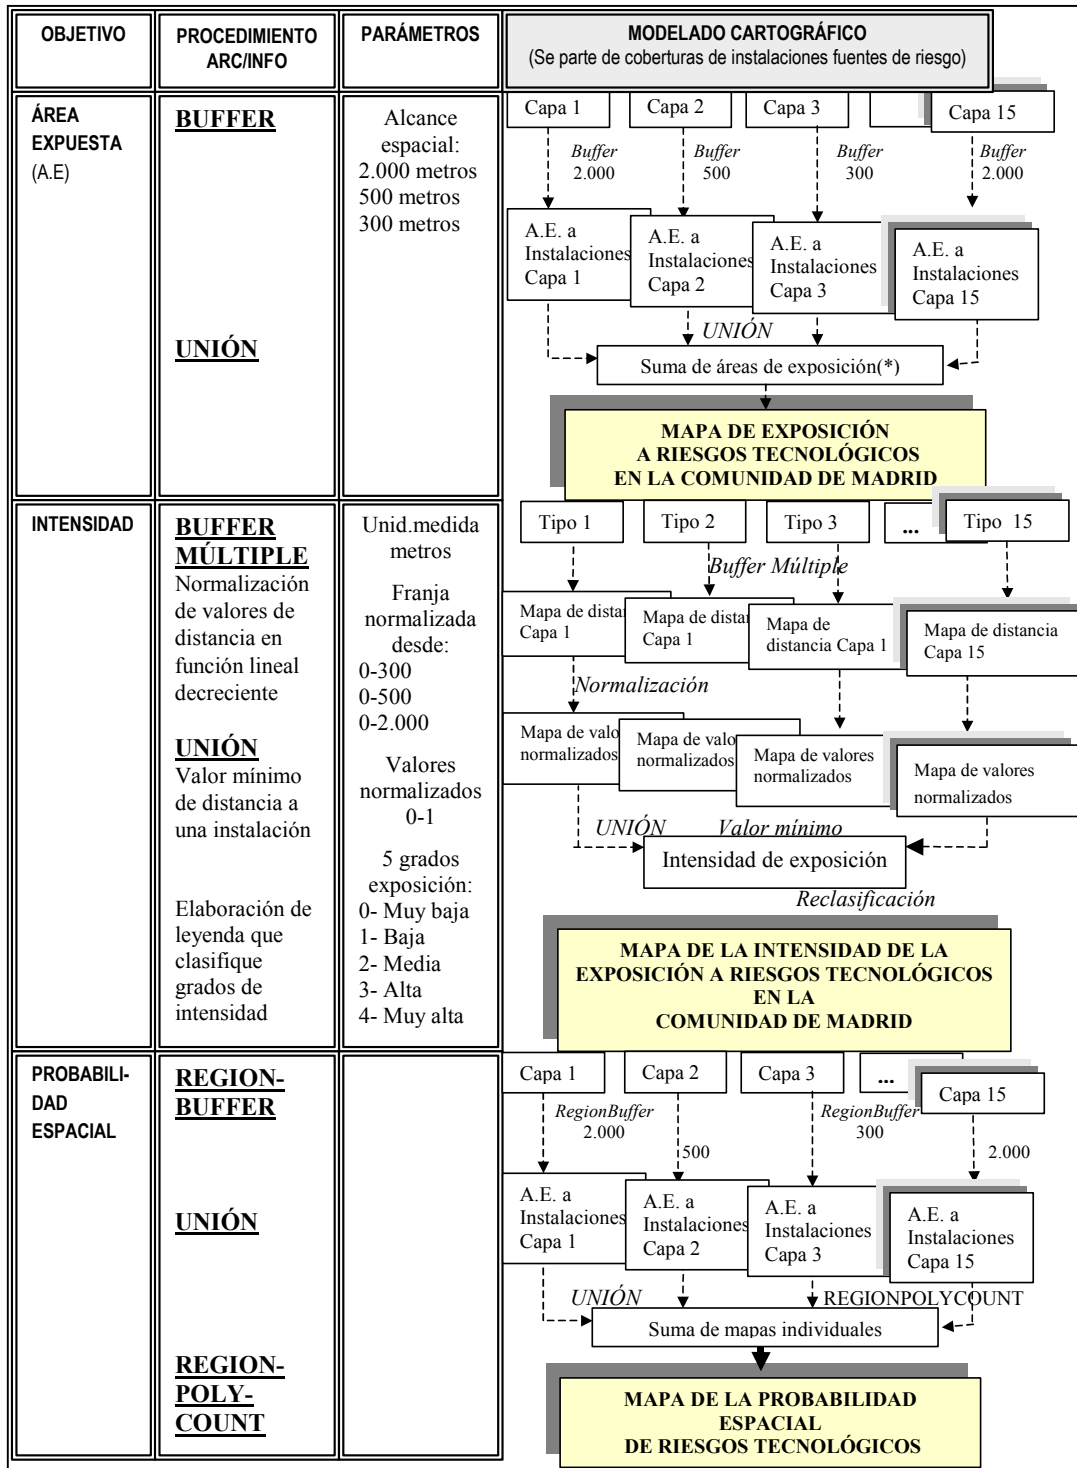 OBJETIVO
PROCEDIMIENTO
ARC/INFO
PARÁMETROS
MODELADO CARTOGRÁFICO
(Se parte de coberturas de instalaciones fuentes de riesgo)
ÁREA
EXPUESTA
(A.E)
BUFFER
UNIÓN
Alcance
espacial:
2.000 metros
500 metros
300 metros
Capa 1
Capa 2
Capa 3
Capa 15
Buffer
2.000
Buffer
500
Buffer
300
Buffer
2.000
A.E. a
Instalaciones
Capa 1
A.E. a
Instalaciones
Capa 2
A.E. a
Instalaciones
Capa 3
A.E. a
Instalaciones
Capa 15
UNIÓN
Suma de áreas de exposición(*)
MAPA DE EXPOSICIÓN
A RIESGOS TECNOLÓGICOS
EN LA COMUNIDAD DE MADRID
INTENSIDAD
BUFFER
MÚLTIPLE
Normalización
de valores de
distancia en
función lineal
decreciente
UNIÓN
Valor mínimo
de distancia a
una instalación
Elaboración de
leyenda que
clasifique
grados de
intensidad
Unid.medida
metros
Franja
normalizada
desde:
0-300
0-500
0-2.000
Valores
normalizados
0-1
5 grados
exposición:
0- Muy baja
1- Baja
2- Media
3- Alta
4- Muy alta
Tipo 1
Tipo 2
Tipo 3
...
Tipo 15
Buffer Múltiple
Mapa de distan
Capa 1
Mapa de distan
Capa 1
Mapa de
distancia Capa 1
Mapa de distancia
Capa 15
Normalización
Mapa de valo
normalizados
Mapa de valo
normalizados
Mapa de valores
normalizados
Mapa de valores
normalizados
UNIÓN
Valor mínimo
Intensidad de exposición
Reclasificación
MAPA DE LA INTENSIDAD DE LA
EXPOSICIÓN A RIESGOS TECNOLÓGICOS
EN LA
COMUNIDAD DE MADRID
PROBABILI-
DAD
ESPACIAL
REGION-
BUFFER
UNIÓN
REGION-
POLY-
COUNT
Capa 1
Capa 2
Capa 3
...
Capa 15
RegionBuffer
2.000
500
RegionBuffer
300
2.000
A.E. a
Instalaciones
Capa 1
A.E. a
Instalaciones
Capa 2
A.E. a
Instalaciones
Capa 3
A.E. a
Instalaciones
Capa 15
UNIÓN
REGIONPOLYCOUNT
Suma de mapas individuales
MAPA DE LA PROBABILIDAD
ESPACIAL
DE RIESGOS TECNOLÓGICOS